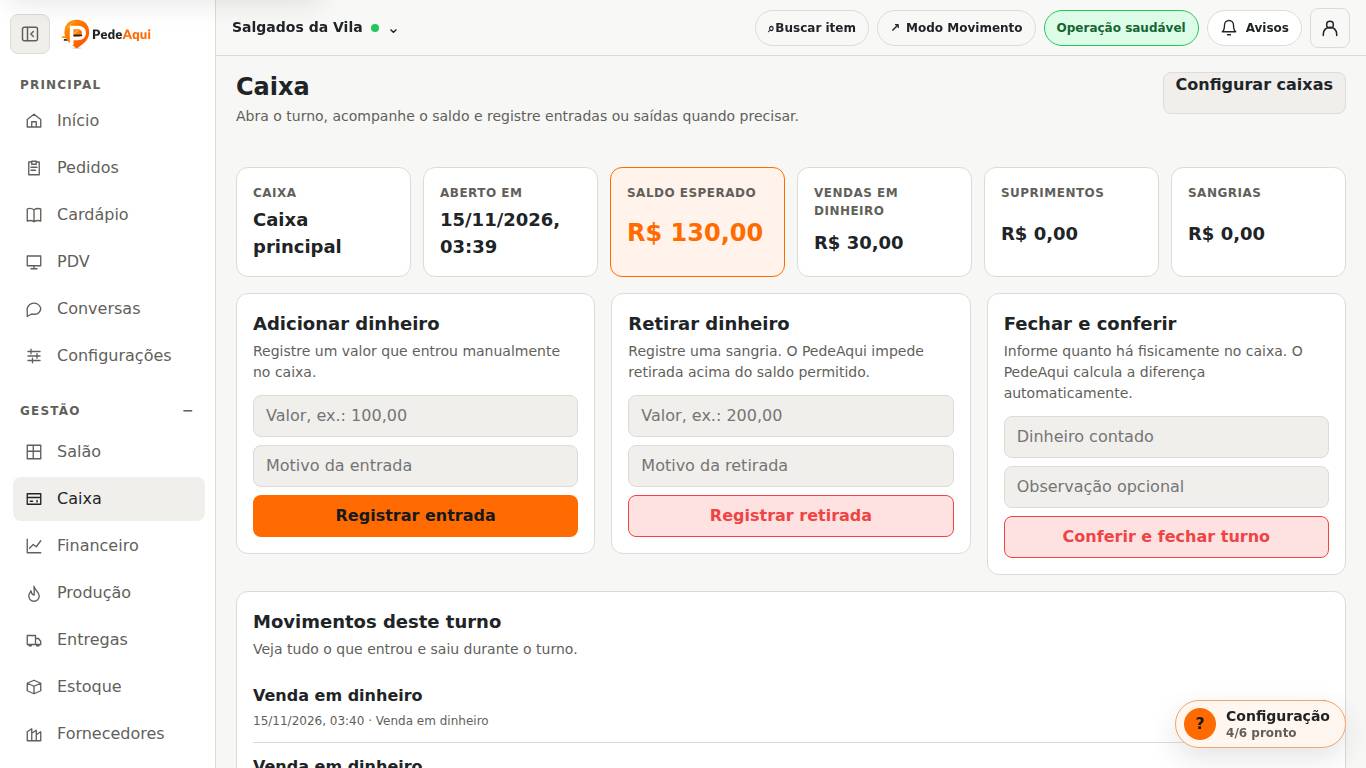 PedeAqui
PRINCIPAL
Início
Pedidos
Cardápio
PDV
Conversas
Configurações
GESTÃO
Salão
Caixa
Financeiro
Produção
Entregas
Estoque
Fornecedores
Salgados da Vila
Buscar item
↗ Modo Movimento
Operação saudável
Avisos
Caixa
Abra o turno, acompanhe o saldo e registre entradas ou saídas quando precisar.
Configurar caixas
CAIXA
Caixa
principal
ABERTO EM
15/11/2026,
03:39
SALDO ESPERADO
R$ 130,00
VENDAS EM
DINHEIRO
R$ 30,00
SUPRIMENTOS
R$ 0,00
SANGRIAS
R$ 0,00
Adicionar dinheiro
Registre um valor que entrou manualmente
no caixa.
Valor, ex.: 100,00
Motivo da entrada
Registrar entrada
Retirar dinheiro
Registre uma sangria. O PedeAqui impede
retirada acima do saldo permitido.
Valor, ex.: 200,00
Motivo da retirada
Registrar retirada
Fechar e conferir
Informe quanto há fisicamente no caixa. O
PedeAqui calcula a diferença
automaticamente.
Dinheiro contado
Observação opcional
Conferir e fechar turno
Movimentos deste turno
Veja tudo o que entrou e saiu durante o turno.
Venda em dinheiro
15/11/2026, 03:40 · Venda em dinheiro
Venda em dinheiro
?
Configuração
4/6 pronto